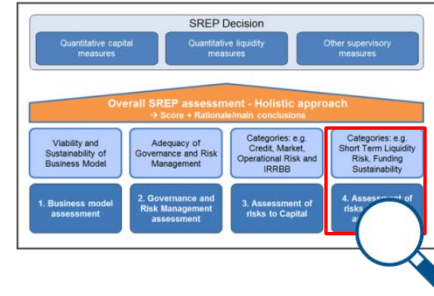 SREP Decision
Quantitative capital
measures
Quantitative liquidity
measures
Other supervisory
measures
Overall SREP assessment - Holistic approach
→ Score + Rationale/main conclusions
Viability and
Sustainability of
Business Model
Adequacy of
Governance and Risk
Management
Categories: e.g.
Credit, Market,
Operational Risk and
IRRBB
Categories: e.g.
Short Term Liquidity
Risk, Funding
Sustainability
1. Business model
assessment
2. Governance and
Risk Management
assessment
3. Assessment of
risks to Capital
4. Assessment of